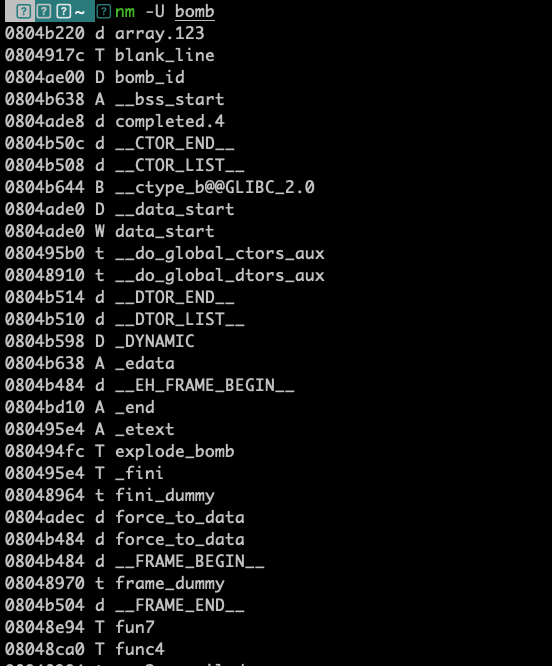 ~ nm -U bomb
0804b220 d array.123
0804917c T blank_line
0804ae00 D bomb_id
0804b638 A __bss_start
0804ade8 d completed.4
0804b50c d __CTOR_END__
0804b508 d __CTOR_LIST__
0804b644 B __ctype_b@@GLIBC_2.0
0804ade0 D __data_start
0804ade0 W data_start
080495b0 t __do_global_ctors_aux
08048910 t __do_global_dtors_aux
0804b514 d __DTOR_END__
0804b510 d __DTOR_LIST__
0804b598 D _DYNAMIC
0804b638 A _edata
0804b484 d __EH_FRAME_BEGIN__
0804bd10 A _end
080495e4 A _etext
080494fc T explode_bomb
080495e4 T _fini
08048964 t fini_dummy
0804adec d force_to_data
0804b484 d force_to_data
0804b484 d __FRAME_BEGIN__
08048970 t frame_dummy
0804b504 d __FRAME_END__
08048e94 T fun7
08048ca0 T func4